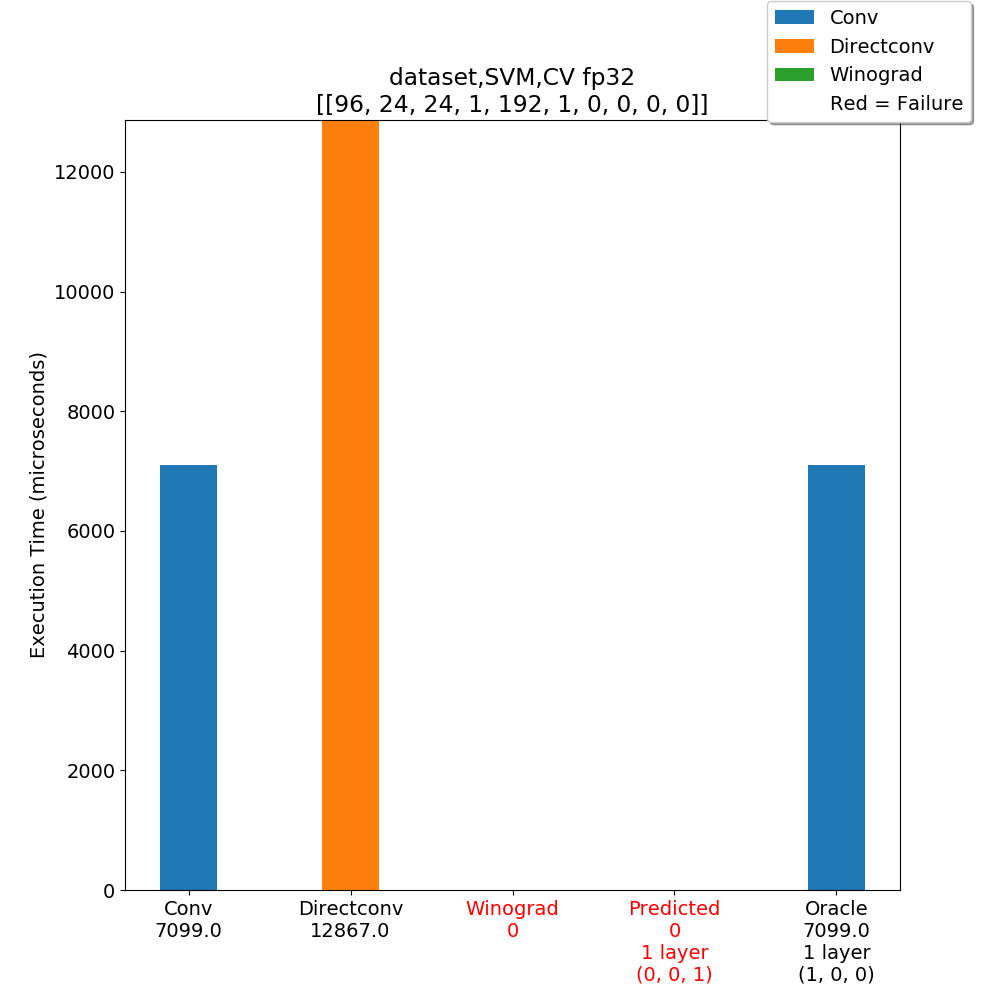 Conv
Directconv
Winograd
Red = Failure
dataset,SVM,CV fp32
[[96, 24, 24, 1, 192, 1, 0, 0, 0, 0]]
Execution Time (microseconds)
12000
10000
8000
6000
4000
2000
0
Conv
7099.0
Directconv
12867.0
Winograd
0
Predicted
0
1 layer
(0, 0, 1)
Oracle
7099.0
1 layer
(1, 0, 0)